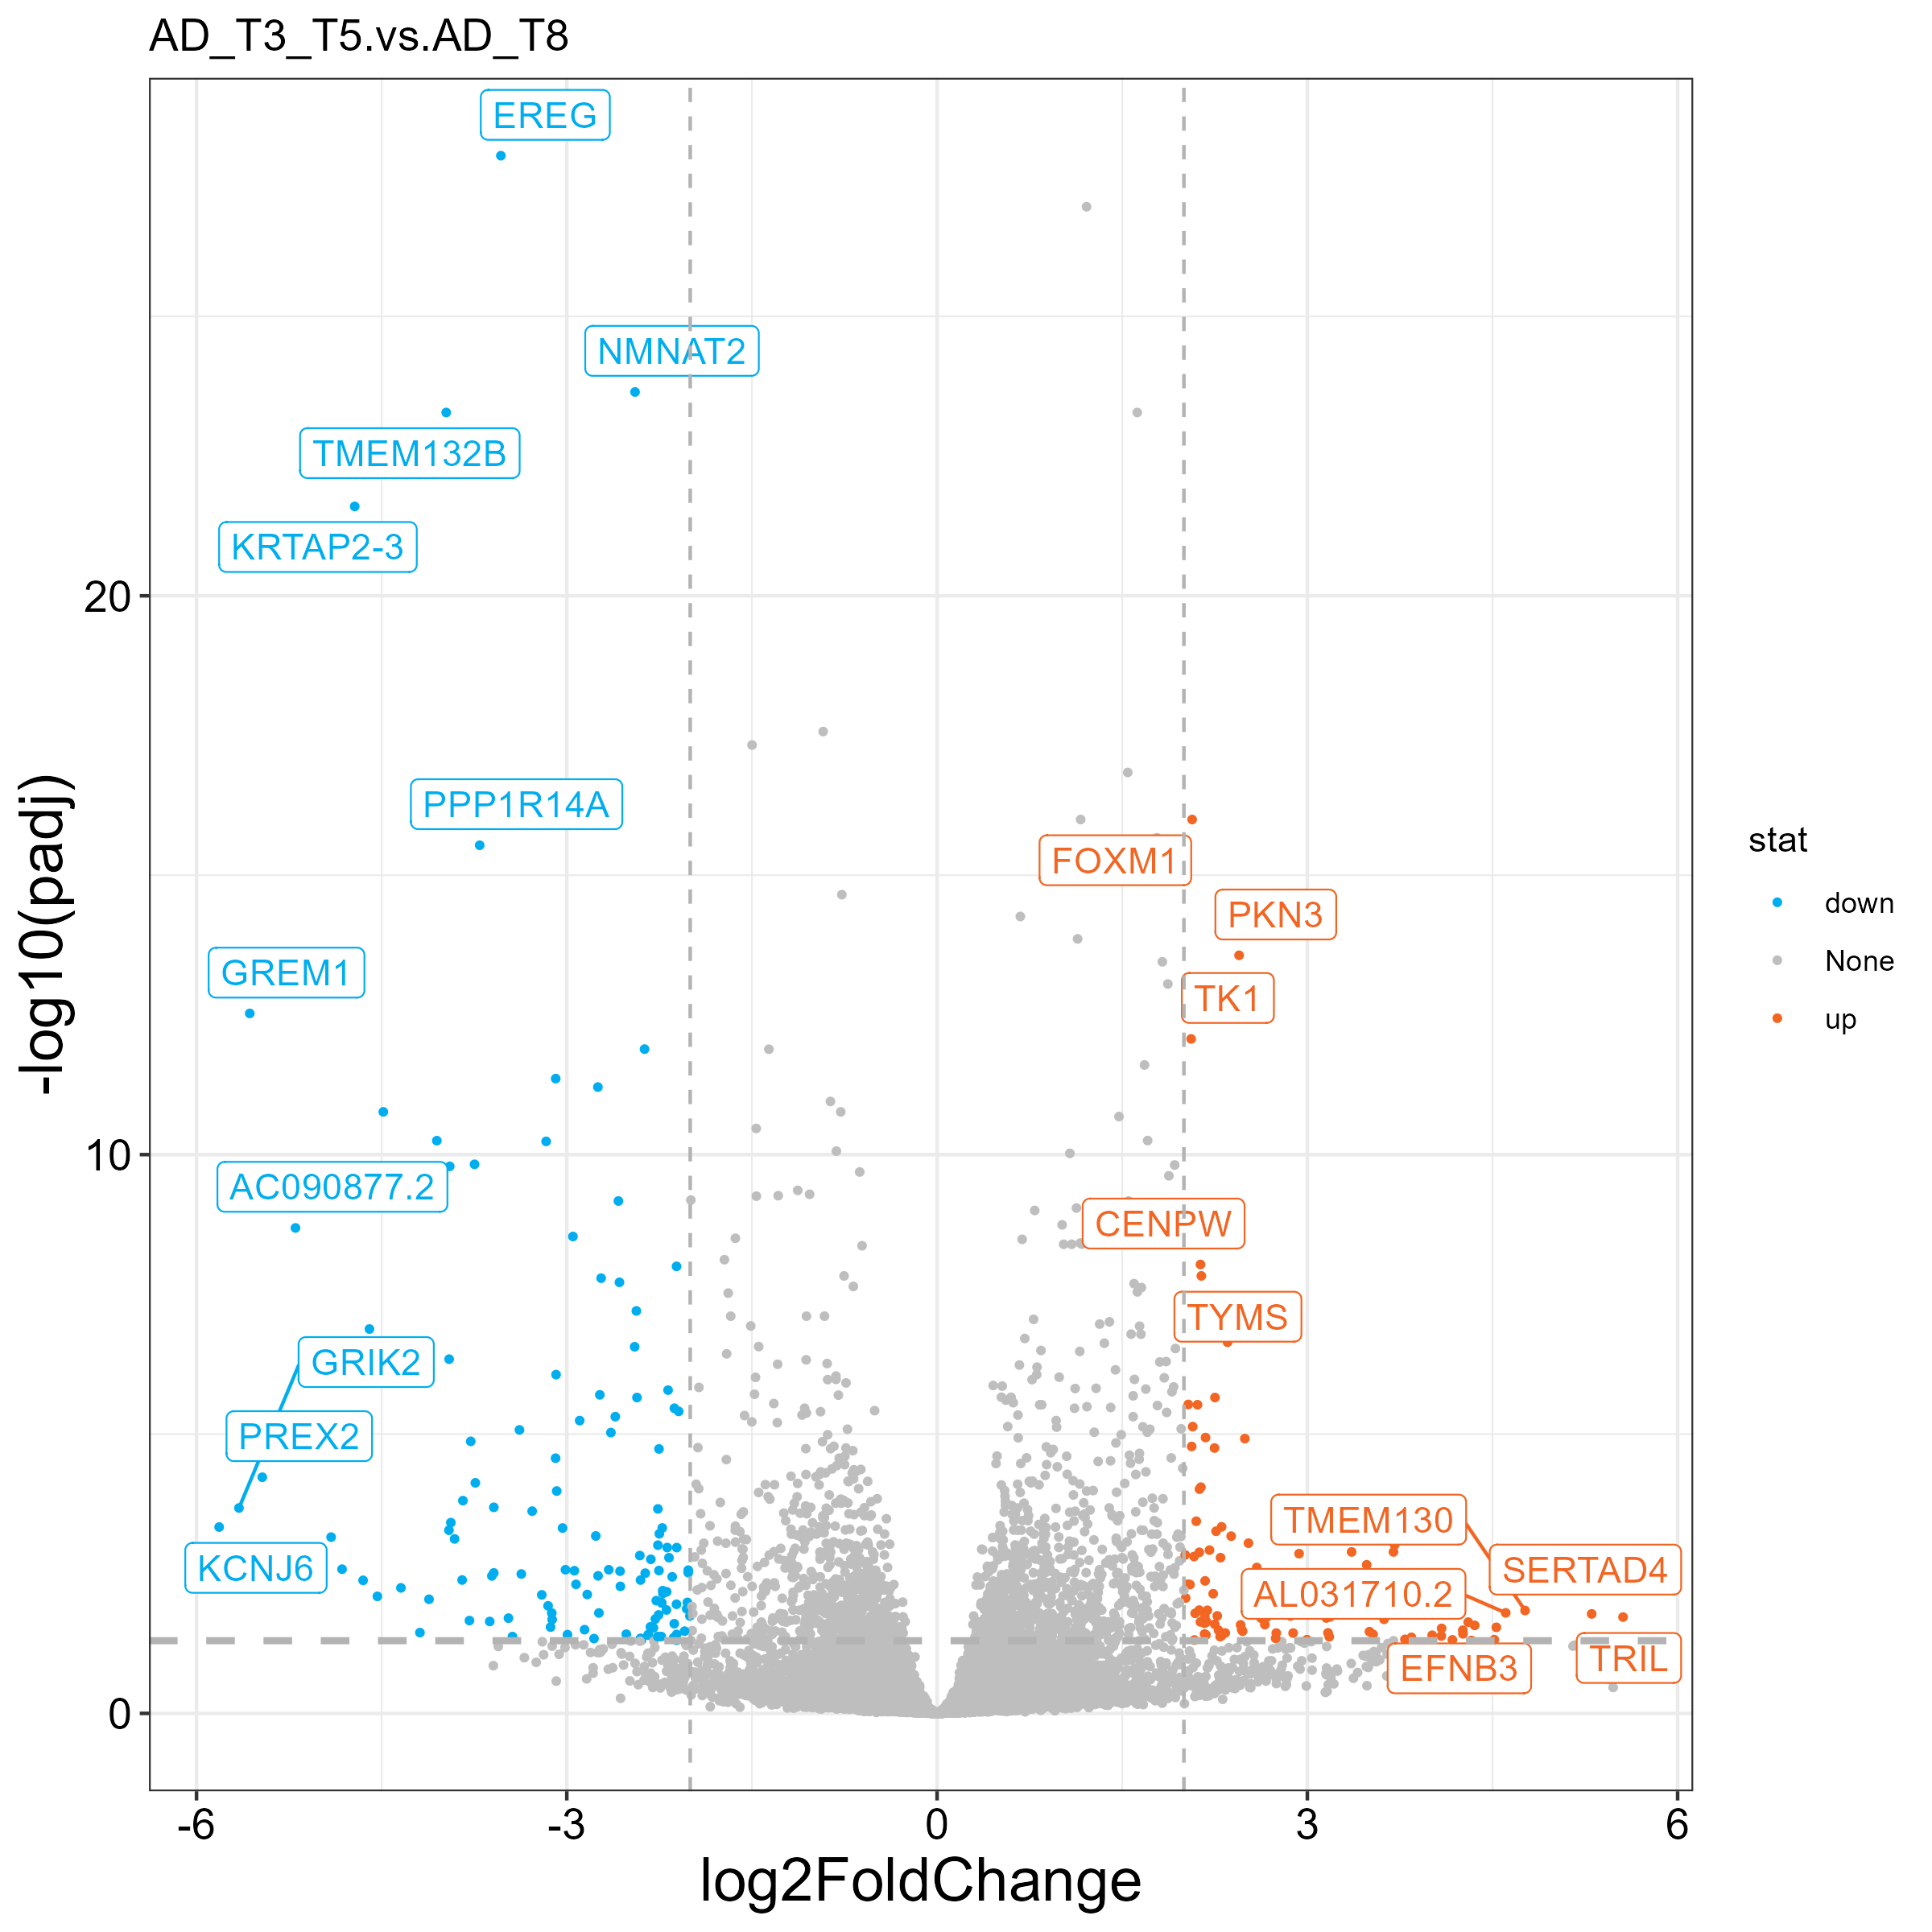 AD_T3_T5.vs.AD_T8
EREG
NMNAT2
TMEM132B
KRTAP2-3
20
PPP1R14A
FOXM1
PKN3
GREM1
TK1
10
AC090877.2
CENPW
TYMS
GRIK2
PREX2
TMEM130
KCNJ6
SERTAD4
AL031710.2
EFNB3
TRIL
0
-6
-3
0
3
6
log2FoldChange
-log10(padj)
stat
down
None
up